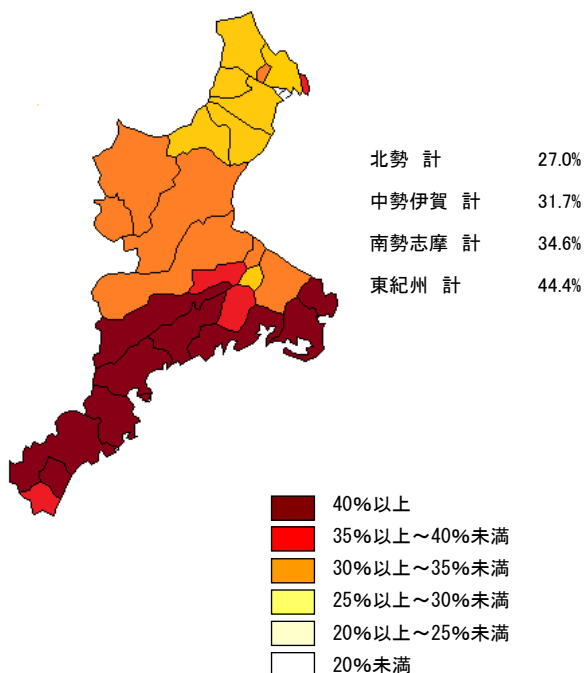 北勢 計 27.0%
中勢伊賀 計 31.7%
南勢志摩 計 34.6%
東紀州 計 44.4%
40%以上
35%以上～40%未満
30%以上～35%未満
25%以上～30%未満
20%以上～25%未満
20%未満